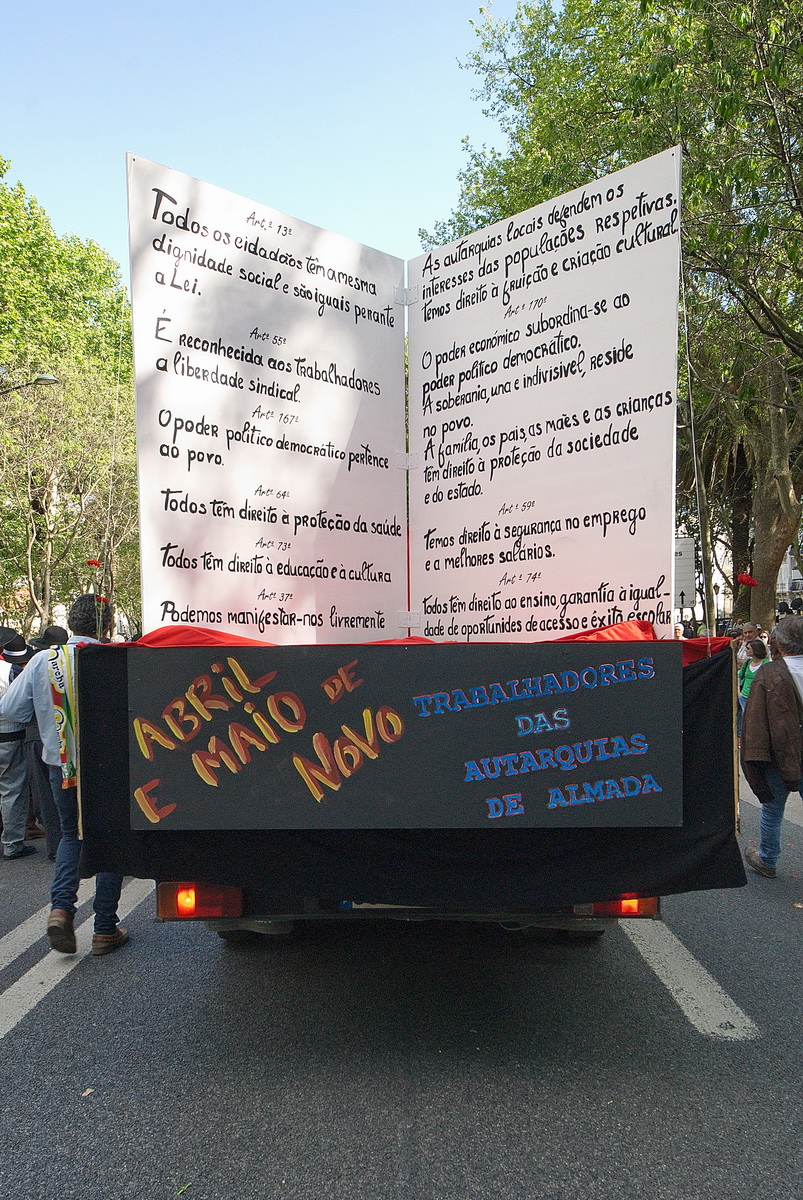 Art.º 13º
Todos os cidadãos têm a mesma
dignidade social e são iguais perante
a Lei.
Artº 55º
É reconhecida aos Trabalhadores
a liberdade sindical.
Artº 167º
O poder politico democrático pertence
ao povo.
Artº 64º
Todos têm direito à proteção da saúde
Artº 73º
Todos têm direito à educação e à cultura
Artº 37º
Podemos manifestar-nos livremente
As autarquias locais defendem os
interesses das populações respetivas.
Temos direito à fruição e criação cultural
Artº 170º
O poder económico subordina-se ao
poder politico democrático.
A soberania, una e indivisivel, reside
no povo.
A família, os pais, as mães e as crianças
têm direito à proteção da sociedade
e do estado.
Artº 59º
Temos direito à segurança no emprego
e a melhores salários.
Artº 74º
Todos têm direito ao ensino, garantia à igual-
dade de oportunidades de acesso e êxito escolar
ABRIL DE
E MAIO NOVO
TRABALHADORES
DAS
AUTARQUIAS
DE ALMADA